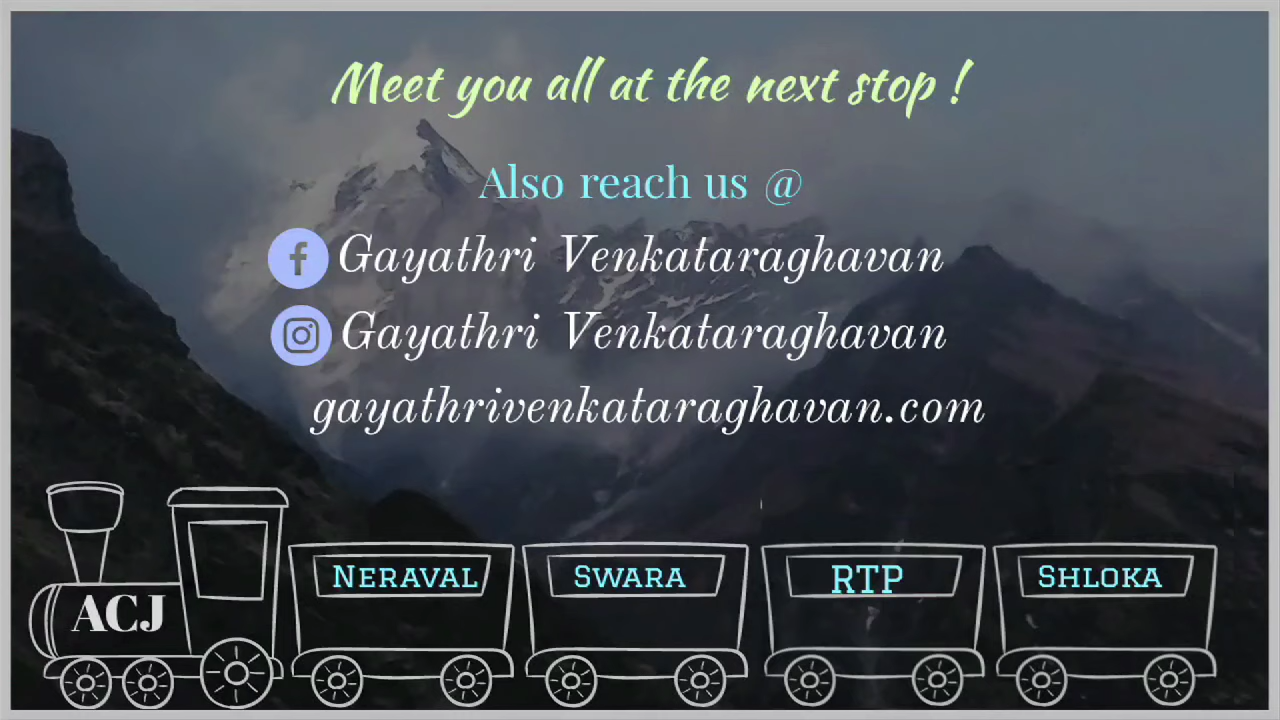 Meet you all at the next stop !
Also reach us @
Gayathri Venkataraghavan
Gayathri Venkataraghavan
gayathrivenkataraghavan.com
ACJ
NERAVAL
SWARA
RTP
SHLOKA